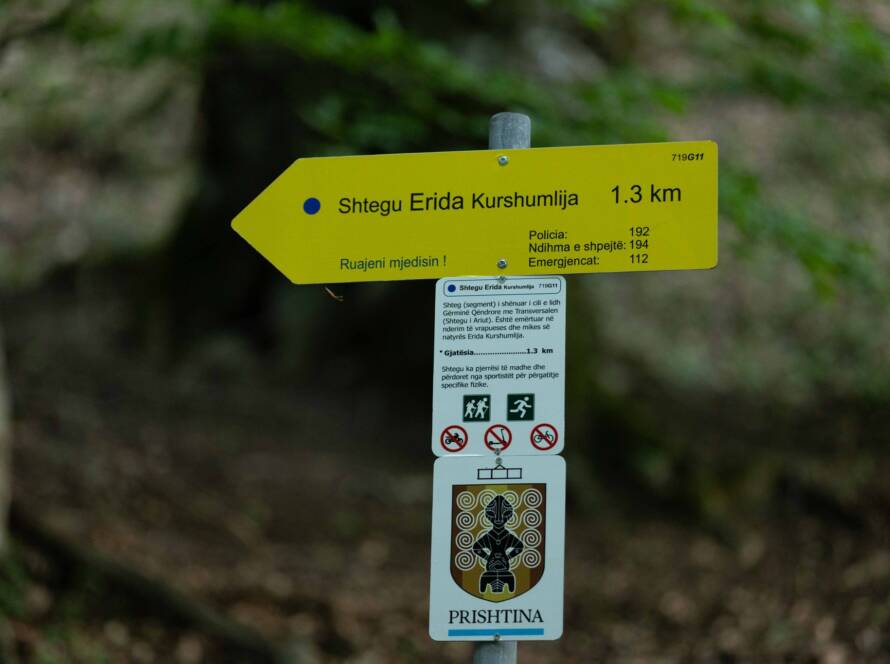 719G11
Shtegu Erida Kurshumlija 1.3 km
Policia: 192
Ndihma e shpejtë: 194
Emergjencat: 112
Ruajeni mjedisin !
Shtegu Erida Kurshumlija 719G11
Shteg (segment) i shënuar i cili e lidh
Gërminë Qëndrore me Transversalen
(Shtegu i Ariut). Është emërtuar në
nderim të vrapueses dhe mikes së
natyrës Erida Kurshumlija.
* Gjatësia........................1.3 km
Shtegu ka pjerrësi të madhe dhe
përdoret nga sportistët për përgatitje
specifike fizike.
PRISHTINA